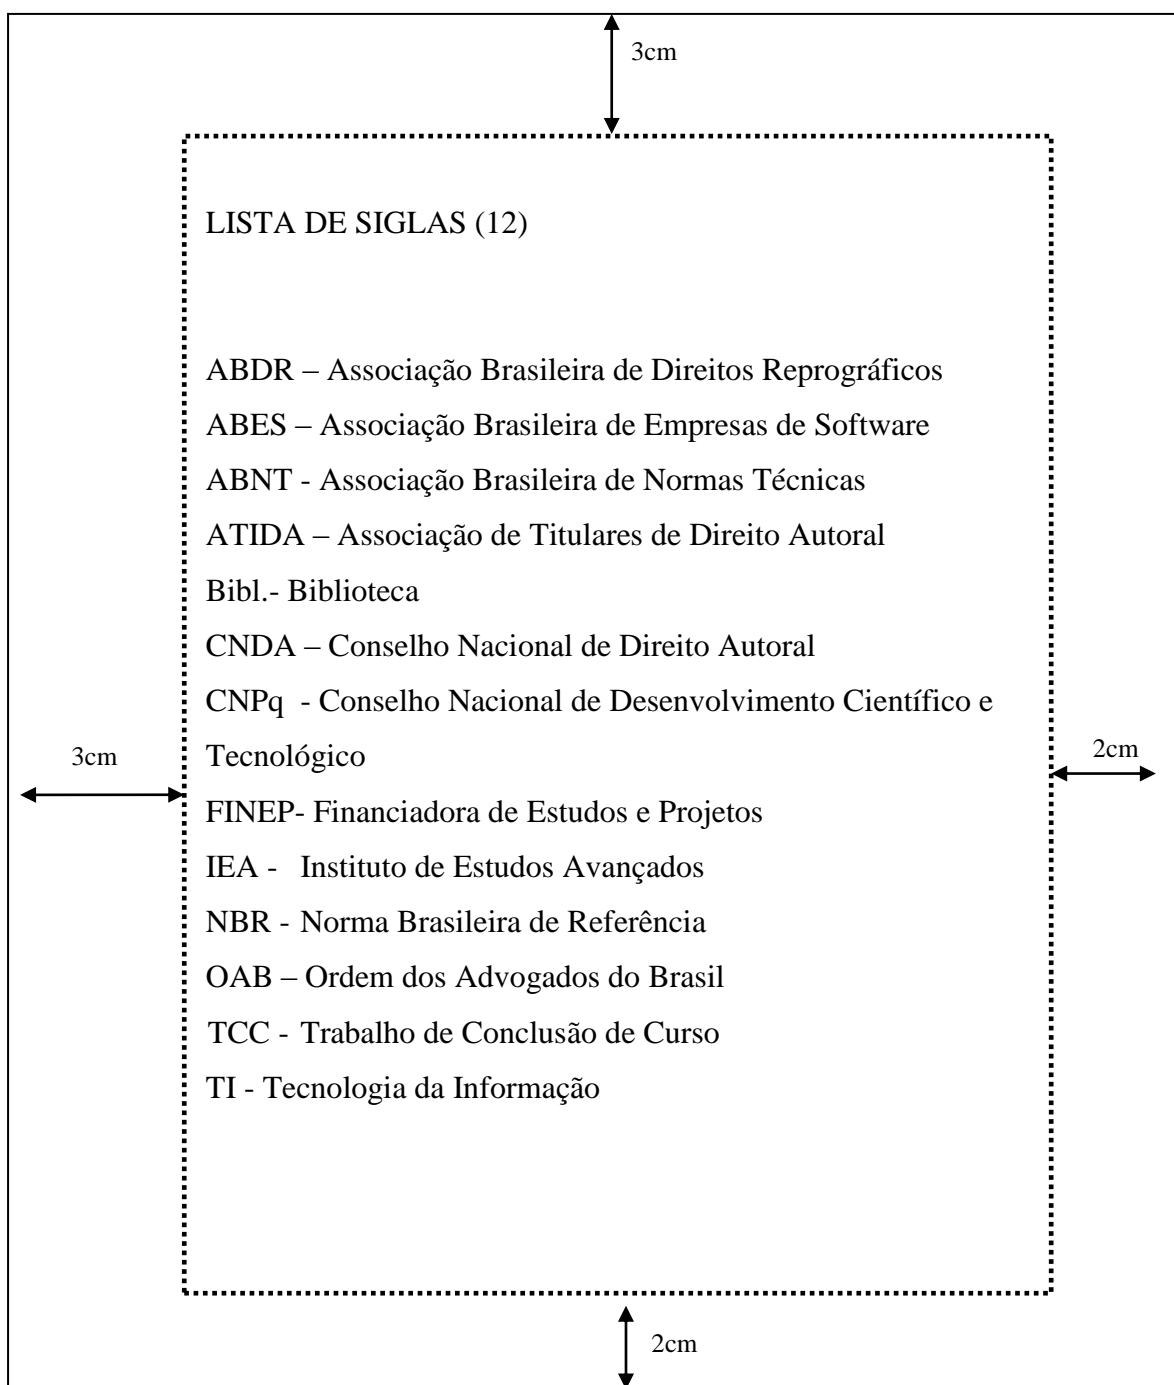 3cm
LISTA DE SIGLAS (12)
ABDR – Associação Brasileira de Direitos Reprográficos
ABES – Associação Brasileira de Empresas de Software
ABNT - Associação Brasileira de Normas Técnicas
ATIDA – Associação de Titulares de Direito Autoral
Bibl.- Biblioteca
CNDA – Conselho Nacional de Direito Autoral
CNPq  - Conselho Nacional de Desenvolvimento Científico e
Tecnológico
3cm
2cm
FINEP- Financiadora de Estudos e Projetos
IEA -   Instituto de Estudos Avançados
NBR - Norma Brasileira de Referência
OAB – Ordem dos Advogados do Brasil
TCC - Trabalho de Conclusão de Curso
TI - Tecnologia da Informação
2cm